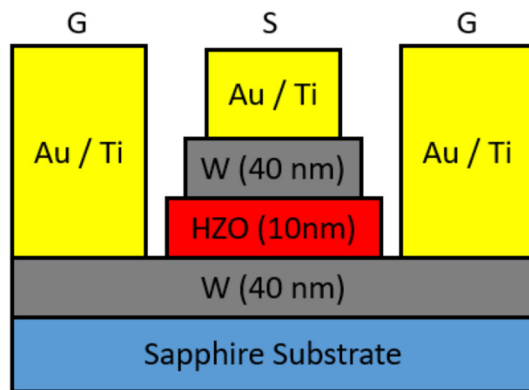 G S G
Au / Ti Au / Ti Au / Ti
W (40 nm)
HZO (10nm)
W (40 nm)
Sapphire Substrate